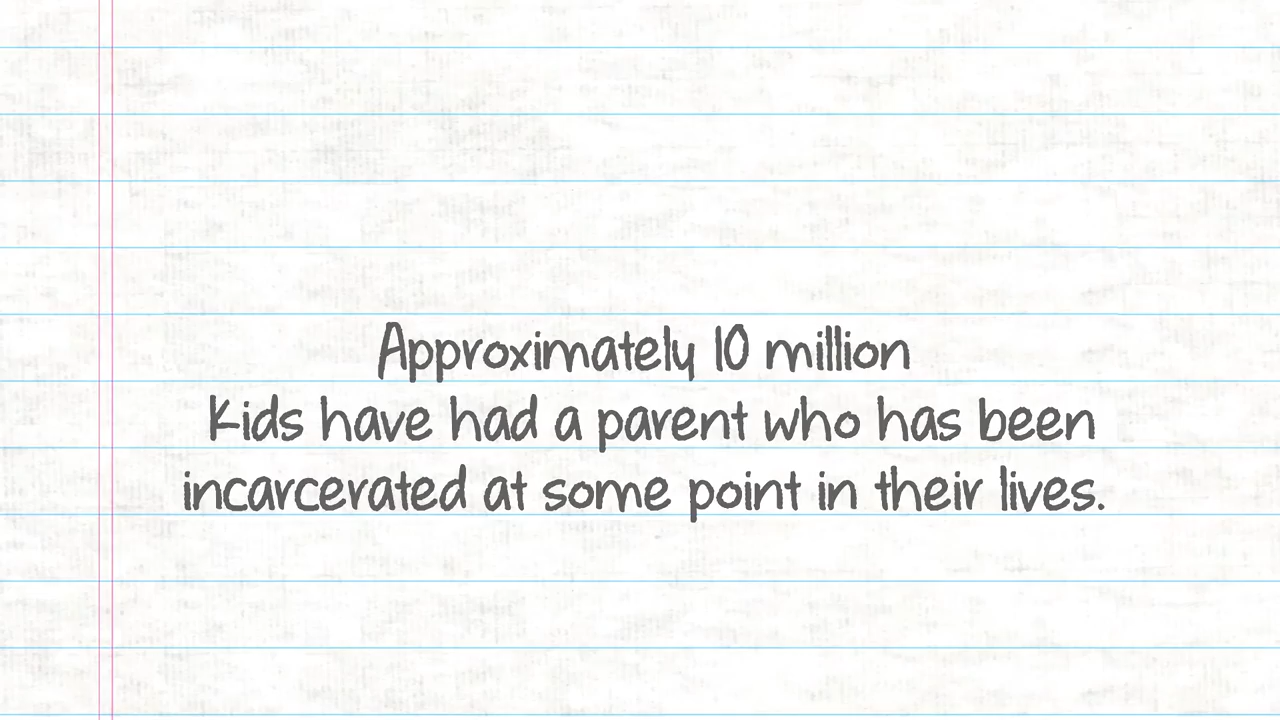 Approximately 10 million
Kids have had a parent who has been
incarcerated at some point in their lives.